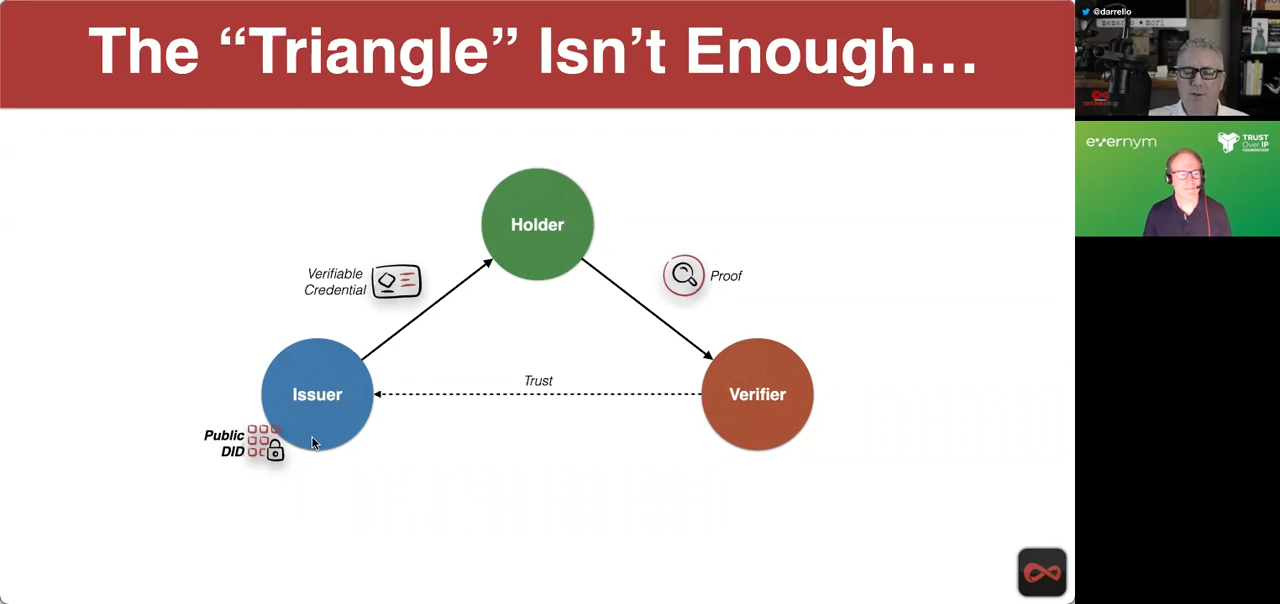 The “Triangle” Isn’t Enough…
Holder
Verifiable
Credential
Proof
Issuer
Trust
Verifier
Public
DID
@darrello
evernym
TRUST
Over IP
FOUNDATION